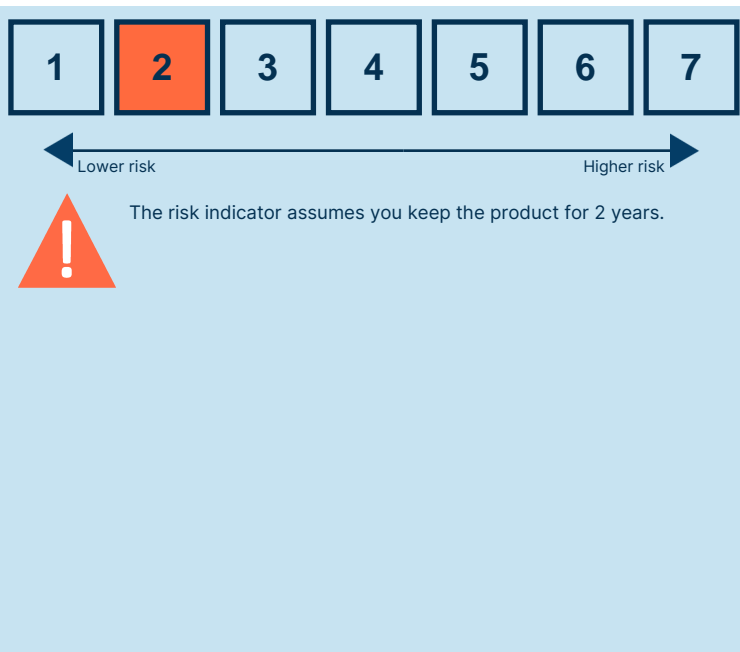 1 2 3 4 5 6 7
Lower risk Higher risk
The risk indicator assumes you keep the product for 2 years.
!